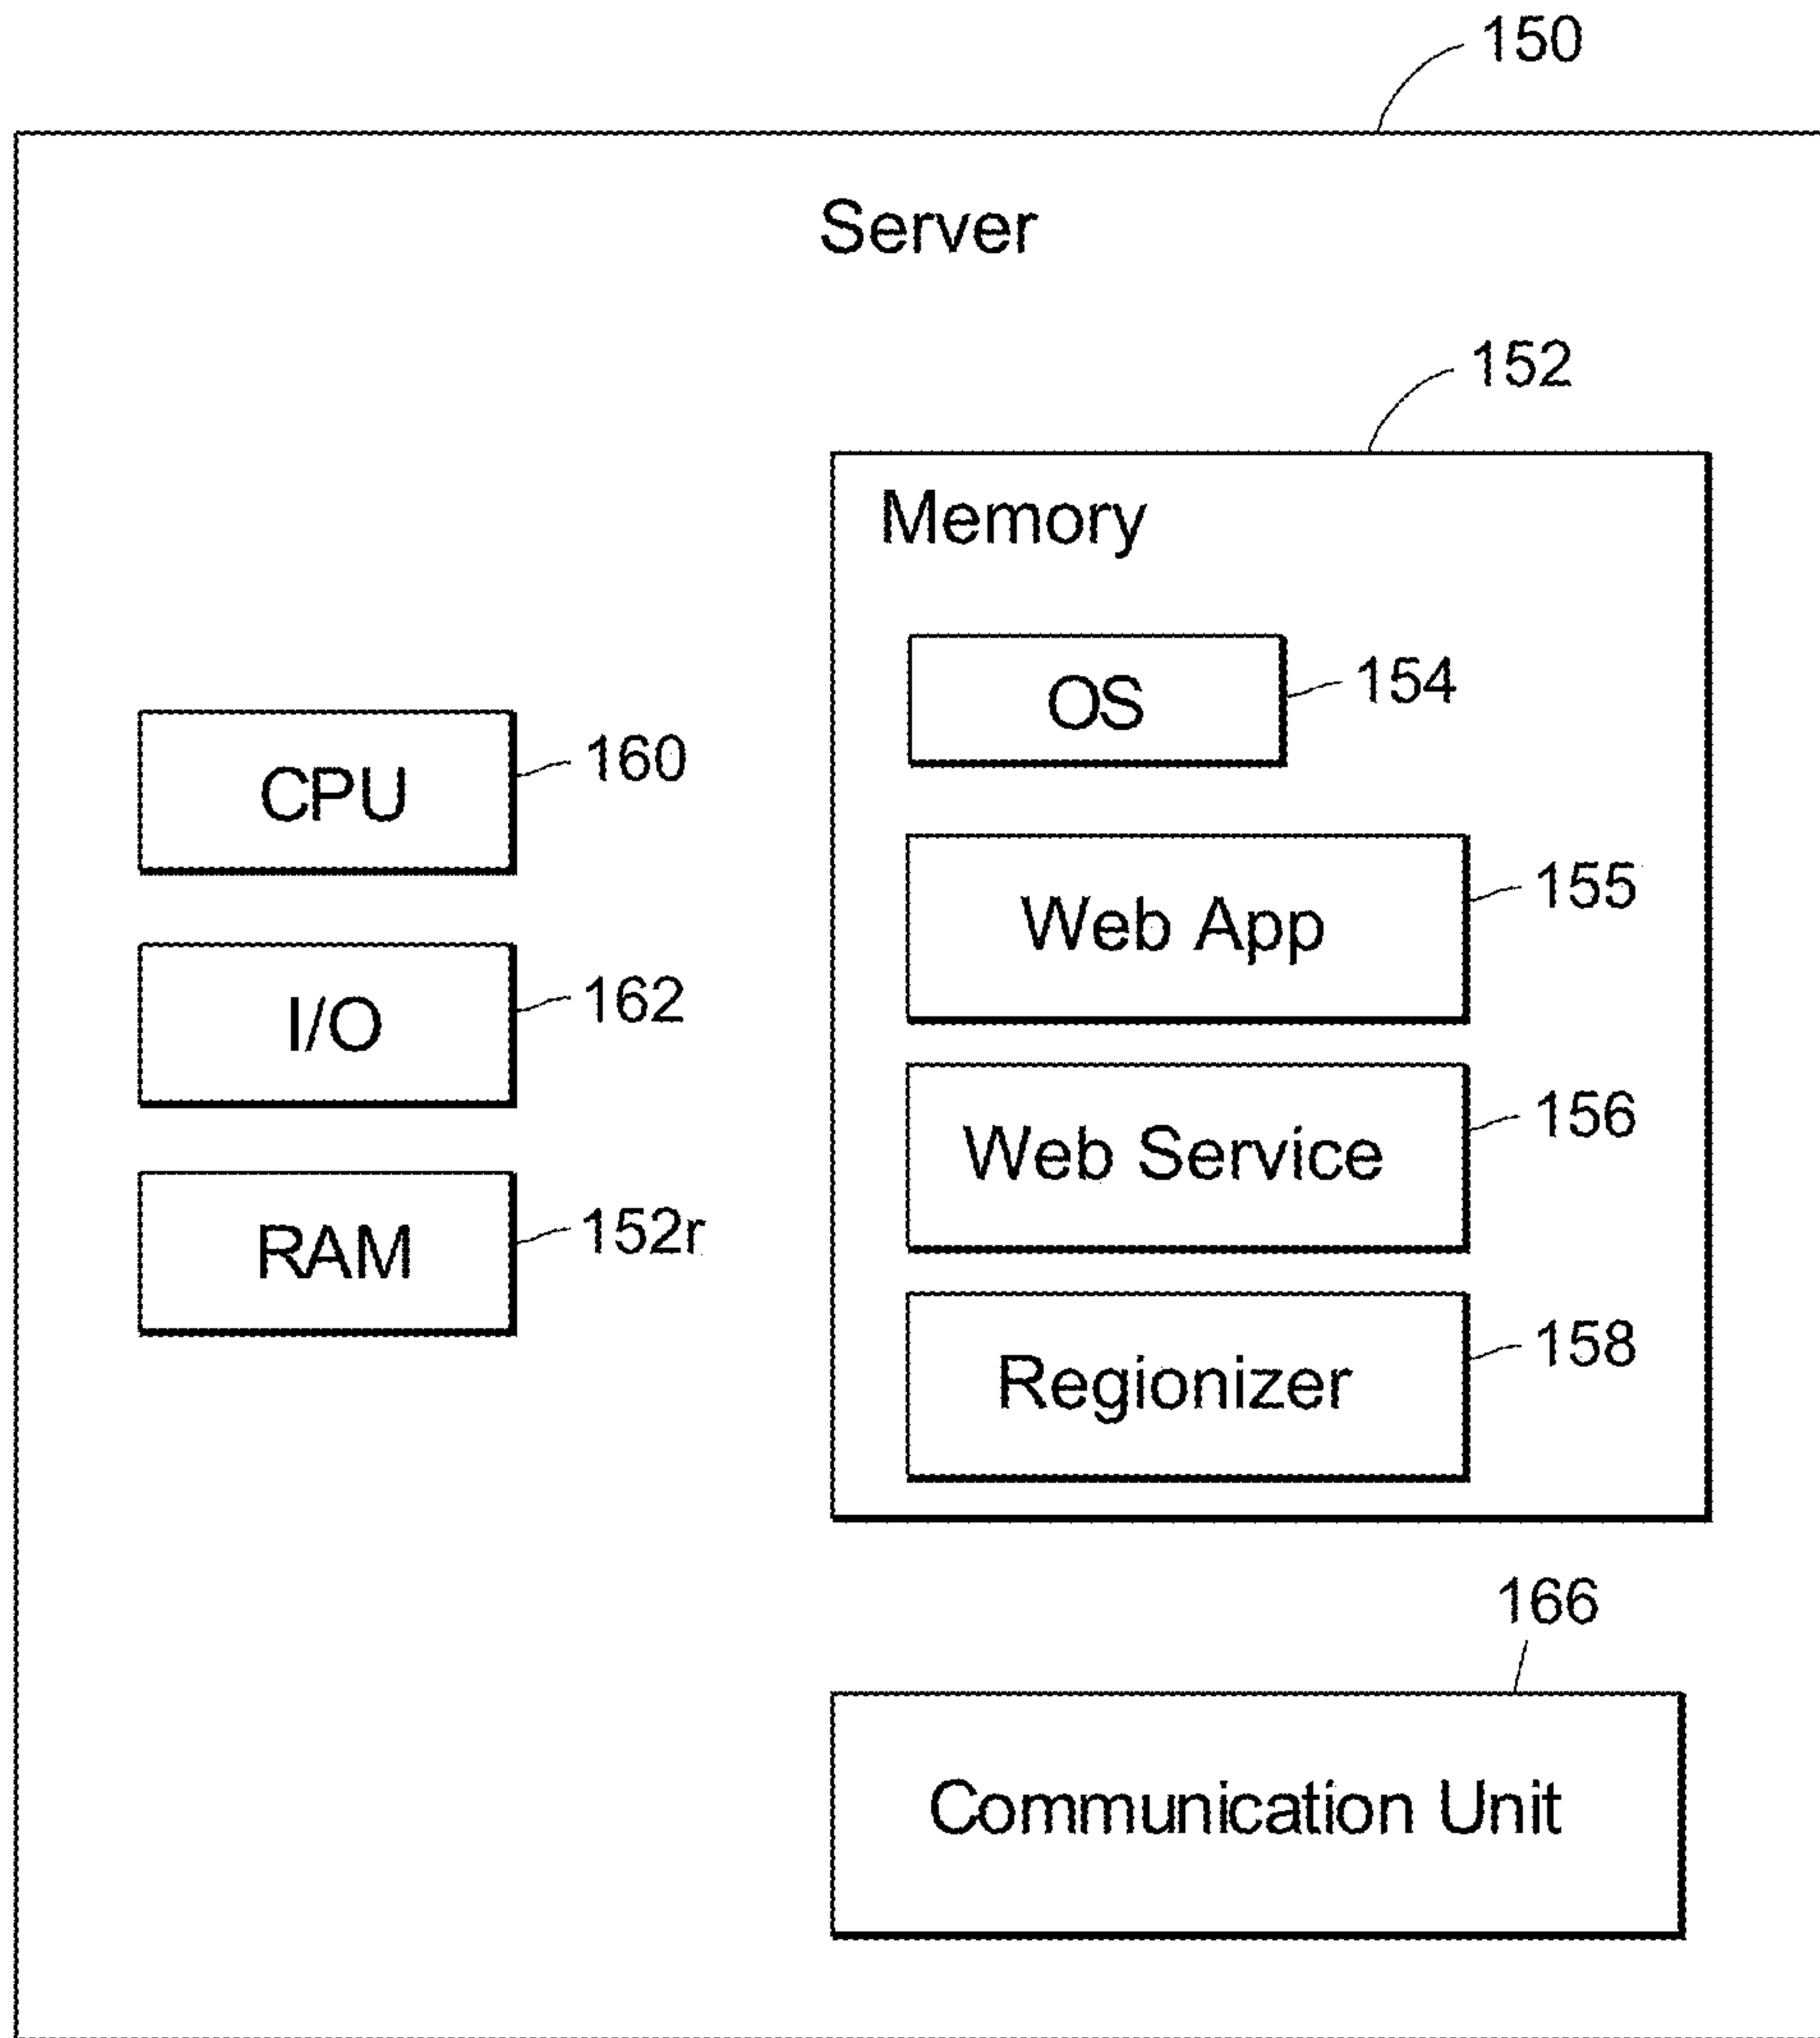 150
Server
152
Memory
OS
154
CPU
160
Web App
155
I/O
162
Web Service
156
RAM
152r
Regionizer
158
166
Communication Unit